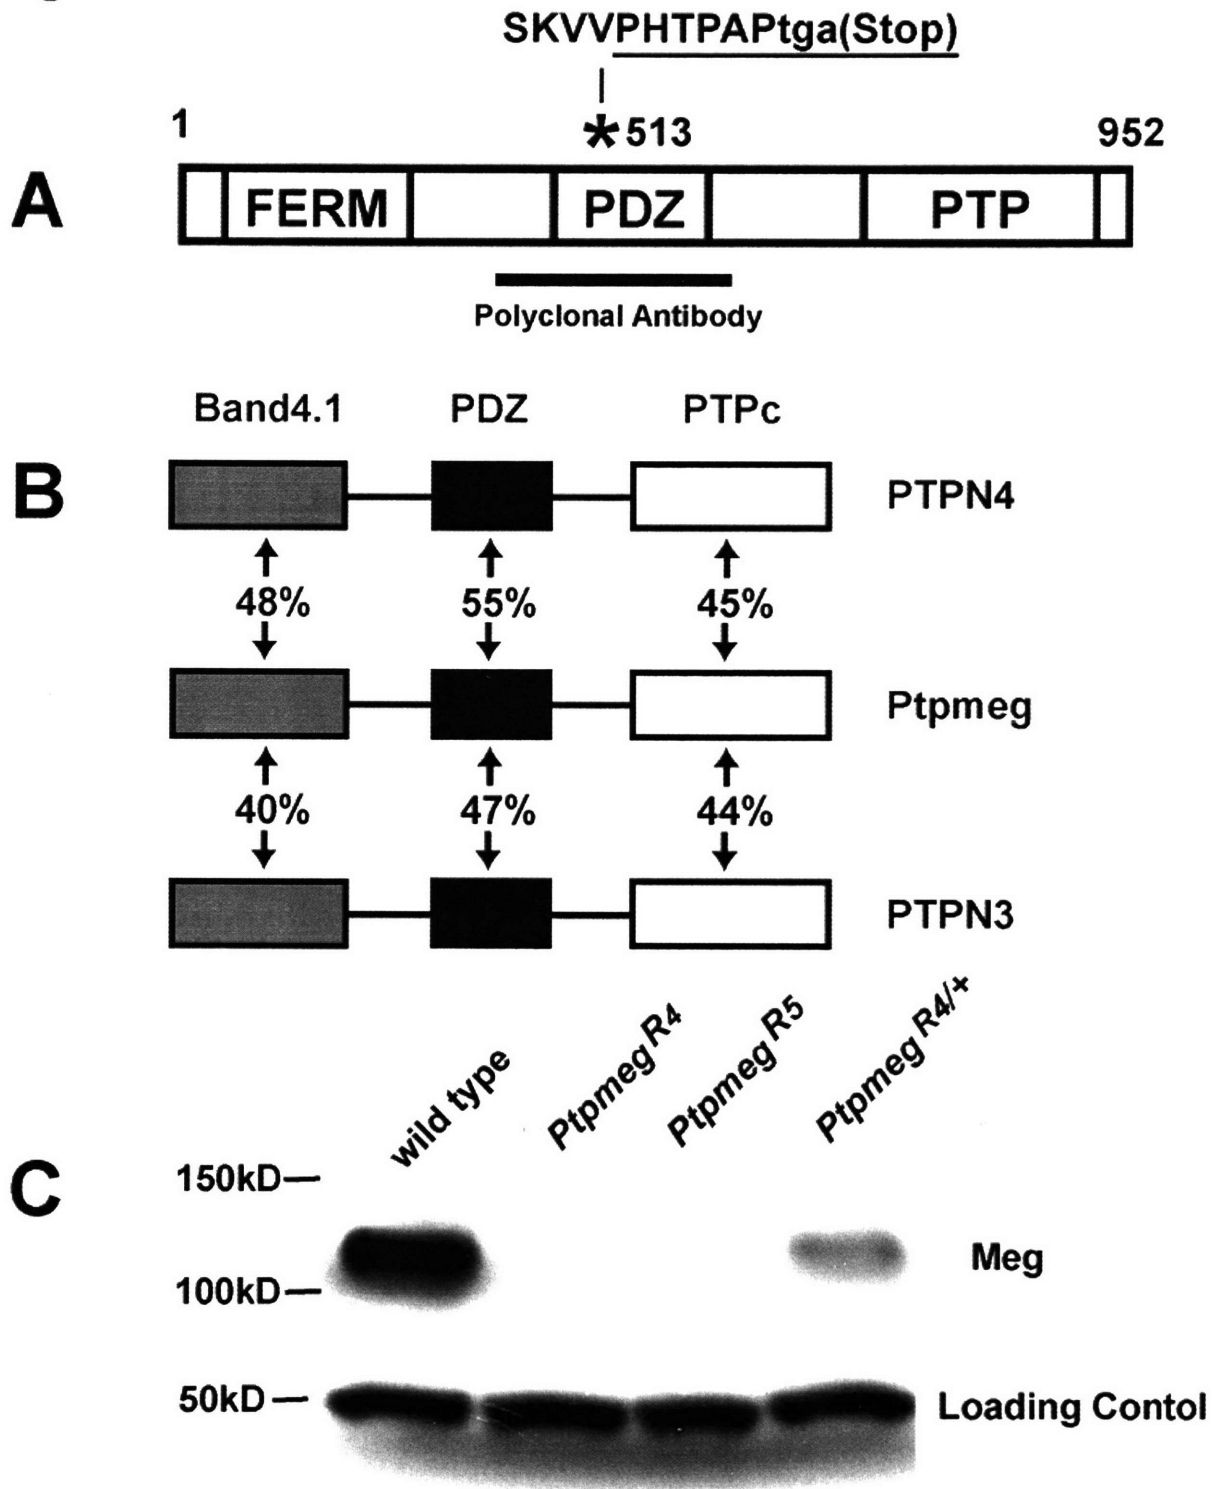 SKVVPHTPAPtga(Stop)
1
*513
952
A
FERM
PDZ
PTP
Polyclonal Antibody
Band4.1
PDZ
PTPc
B
PTPN4
48%
55%
45%
Ptpmeg
40%
47%
44%
PTPN3
wild type
Ptpmeg R4
Ptpmeg R5
Ptpmeg R4/+
C
150kD
Meg
100kD
50kD
Loading Contol